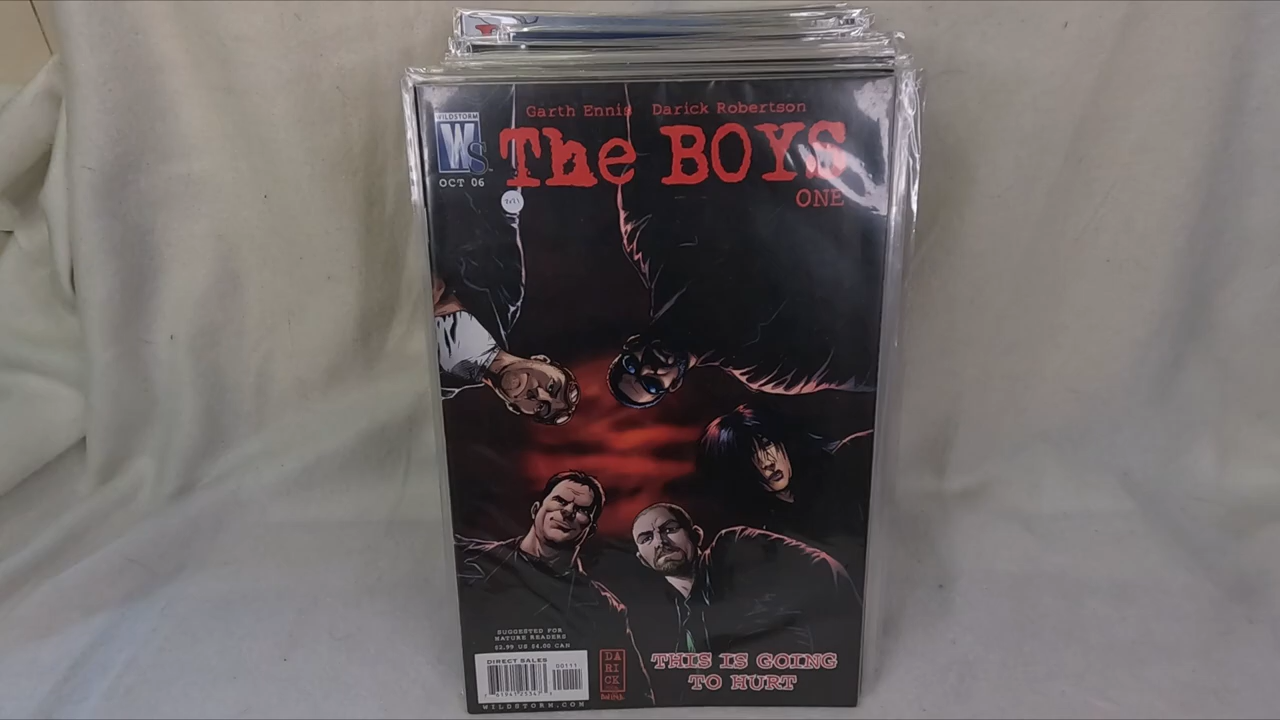 Garth Ennis Darick Robertson
WILDSTORM
WS
The BOYS
OCT 06
ONE
SUGGESTED FOR
MATURE READERS
$2.99 US $4.00 CAN
DIRECT SALES
00111
DA
RI
CK
THIS IS GOING
TO HURT
WILDSTORM.COM